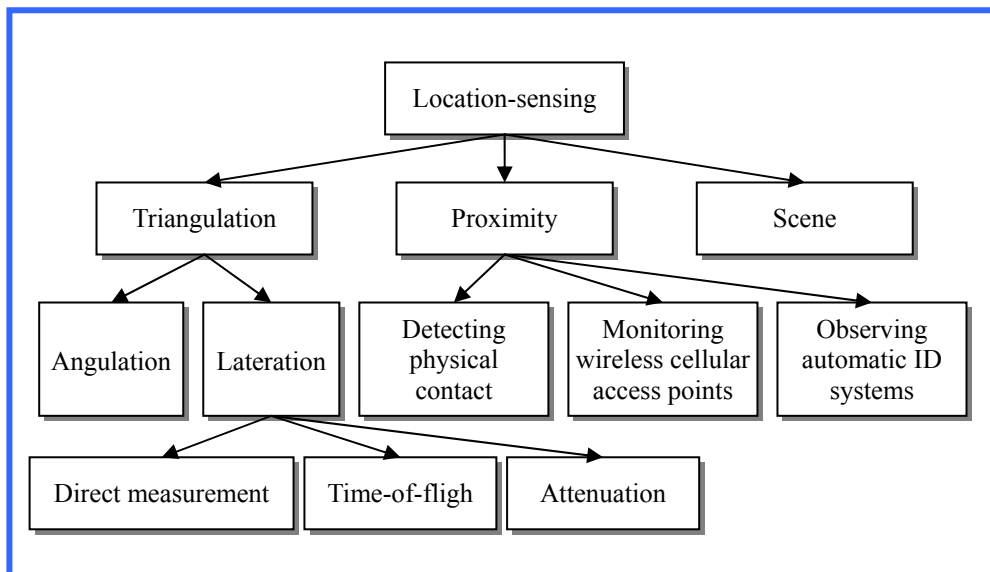 Location-sensing
Triangulation
Proximity
Scene
Angulation
Lateration
Detecting
physical
contact
Monitoring
wireless cellular
access points
Observing
automatic ID
systems
Direct measurement
Time-of-fligh
Attenuation